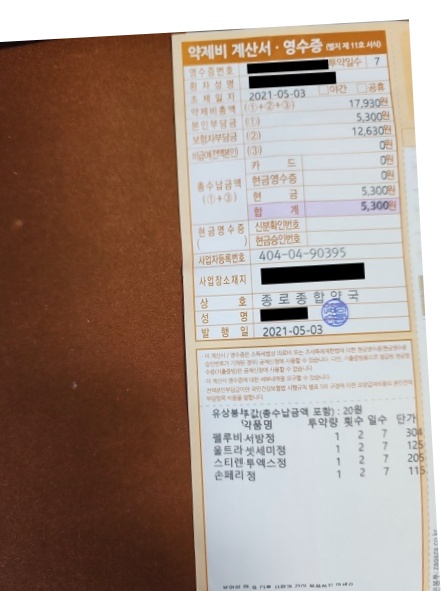 약제비 계산서 · 영수증 (별지 제 11호 서식)
영수증번호 투약일수 7
환 자 성 명
조 제 일 자 2021-05-03 □야간 □공휴
약제비총액 (①+②+③) 17,930원
본인부담금 (①) 5,300원
보험자부담금 (②) 12,630원
비급여(전액본인) (③) 0원
총수납금액 (①+③)
카 드 0원
현금영수증 0원
현 금 5,300원
합 계 5,300원
현금영수증 ( )
신분확인번호
현금승인번호
사업자등록번호 404-04-90395
사업장소재지
상 호 종로종합약국
성 명
발 행 일 2021-05-03
유상봉투값(총수납금액 포함) : 20원
약품명 투약량 횟수 일수 단가
펠루비서방정 1 2 7 304
울트라셋세미정 1 2 7 125
스티렌투엑스정 1 2 7 205
손페리정 1 2 7 115